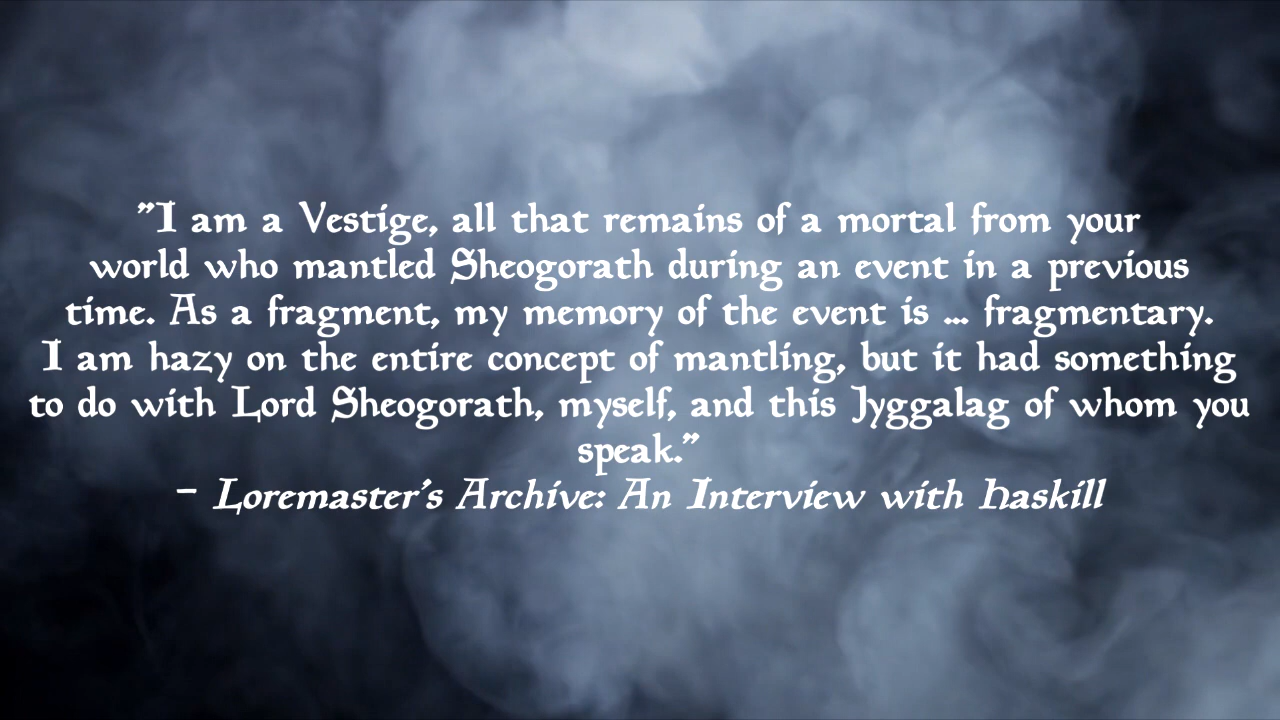 "I am a Vestige, all that remains of a mortal from your
world who mantled Sheogorath during an event in a previous
time. As a fragment, my memory of the event is ... fragmentary.
I am hazy on the entire concept of mantling, but it had something
to do with Lord Sheogorath, myself, and this Jyggalag of whom you
speak."
- Loremaster's Archive: An Interview with Haskill